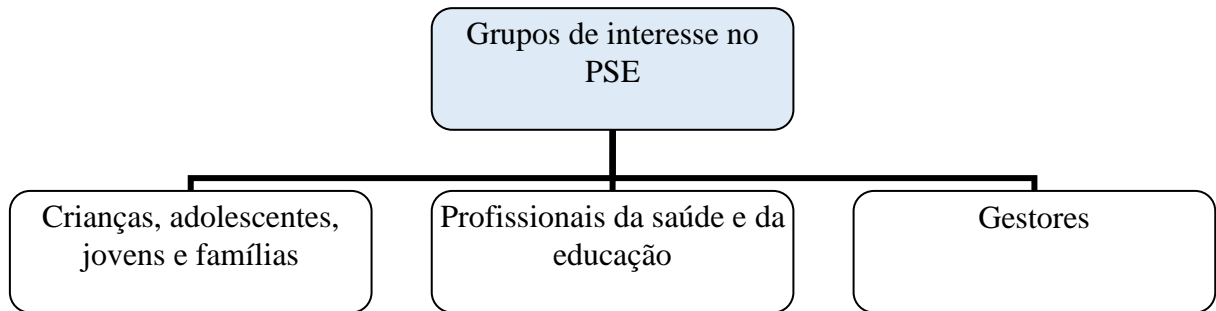 Grupos de interesse no
PSE
Crianças, adolescentes,
jovens e famílias
Profissionais da saúde e da
educação
Gestores